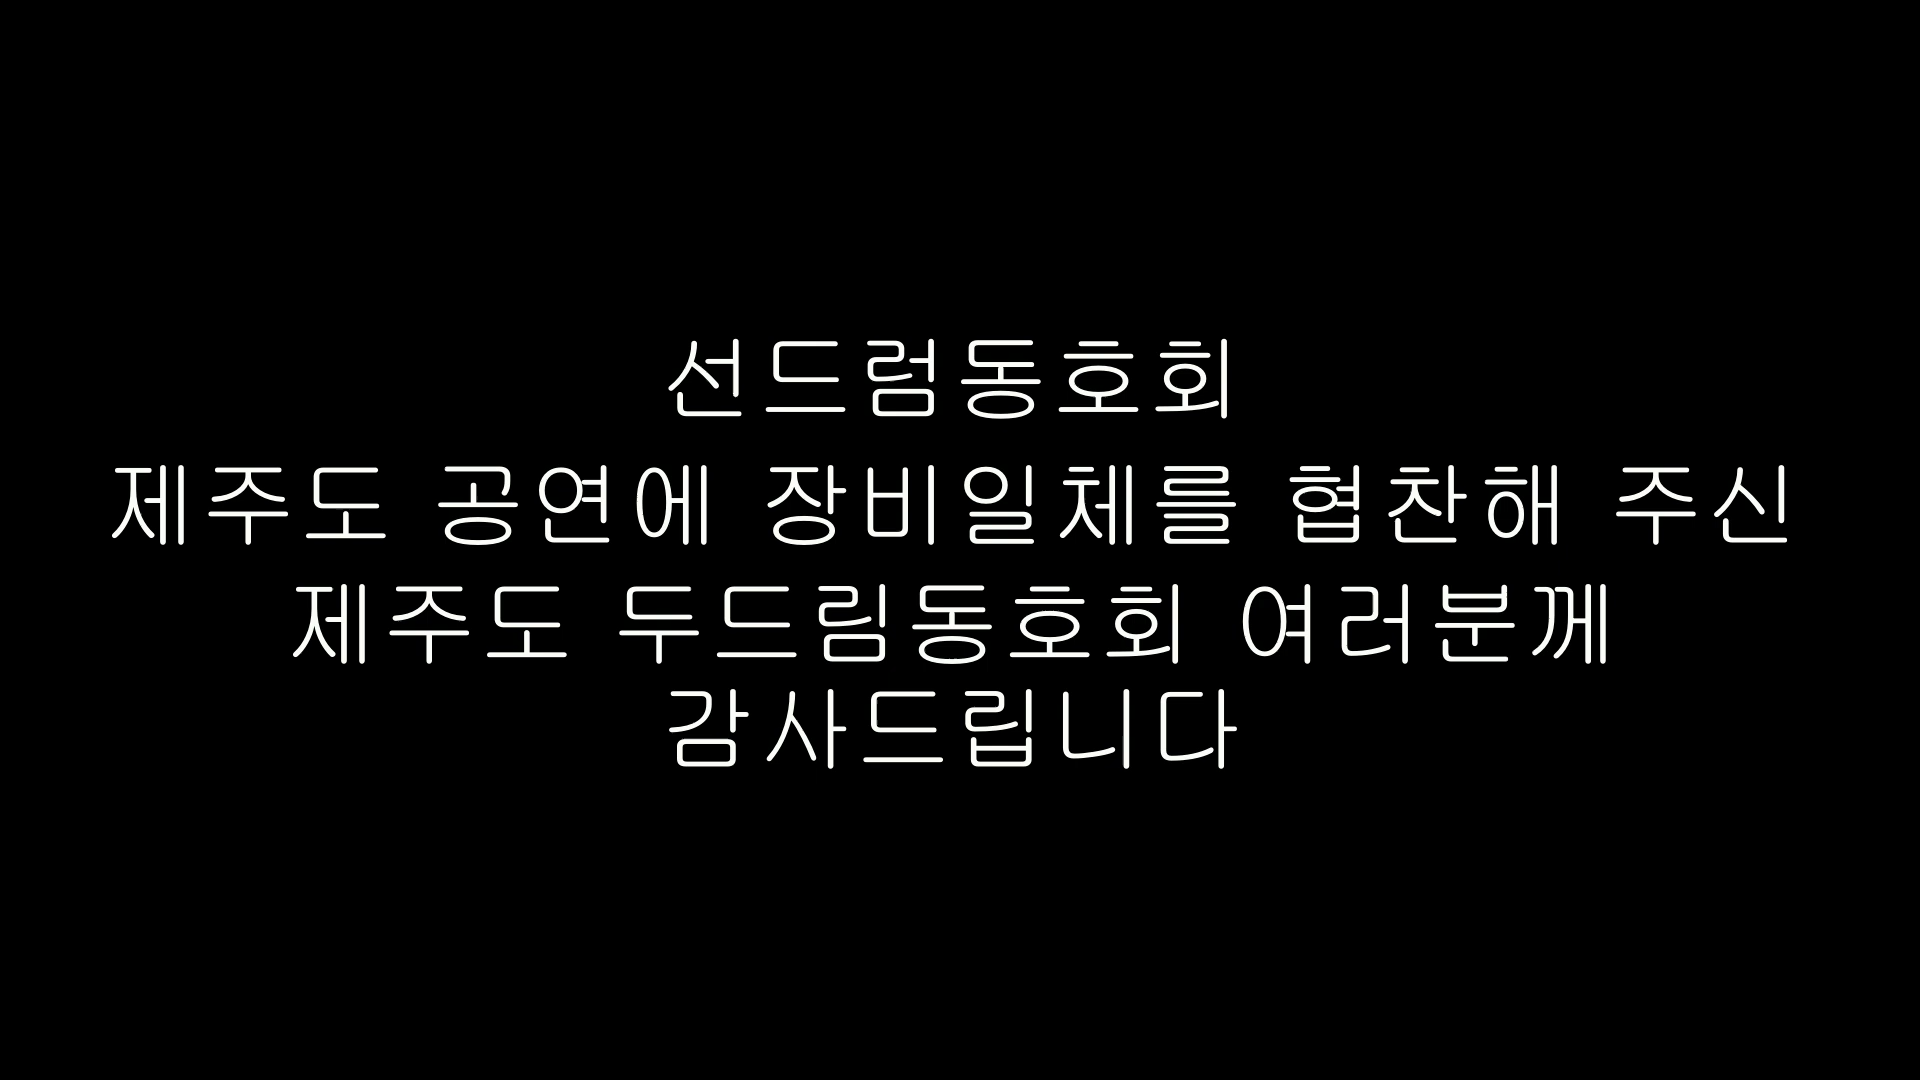 선드럼동호회
제주도 공연에 장비일체를 협찬해 주신
제주도 두드림동호회 여러분께
감사드립니다